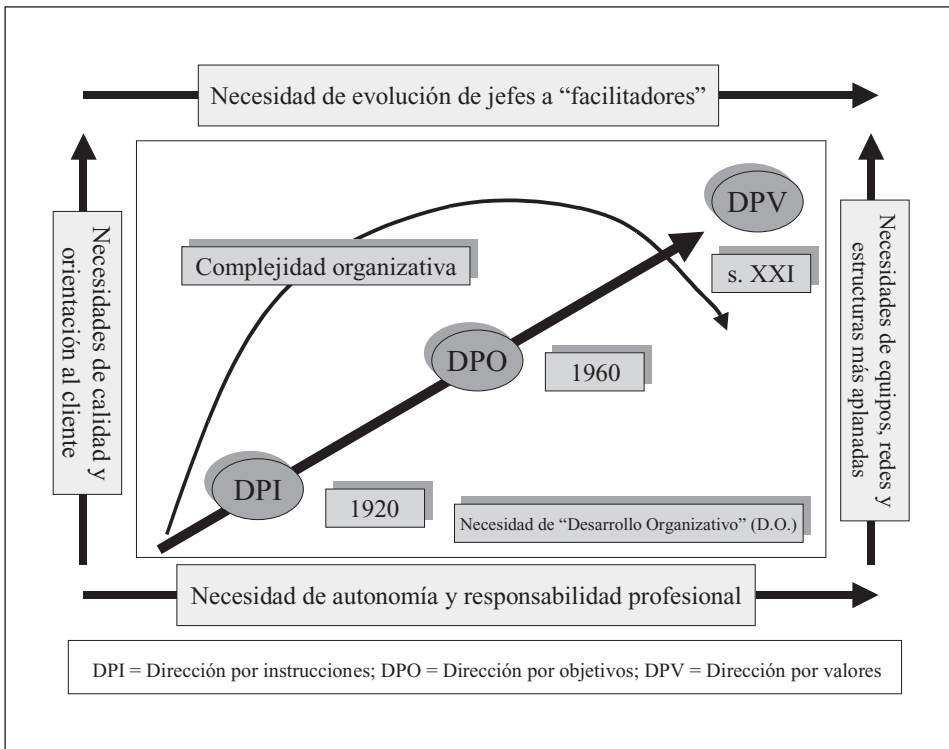 Necesidad de evolución de jefes a “facilitadores”
Necesidades de calidad y
orientación al cliente
DPV
Complejidad organizativa
s. XXI
DPO
1960
DPI
1920
Necesidad de “Desarrollo Organizativo” (D.O.)
Necesidades de equipos, redes y
estructuras más aplanadas
Necesidad de autonomía y responsabilidad profesional
DPI = Dirección por instrucciones; DPO = Dirección por objetivos; DPV = Dirección por valores